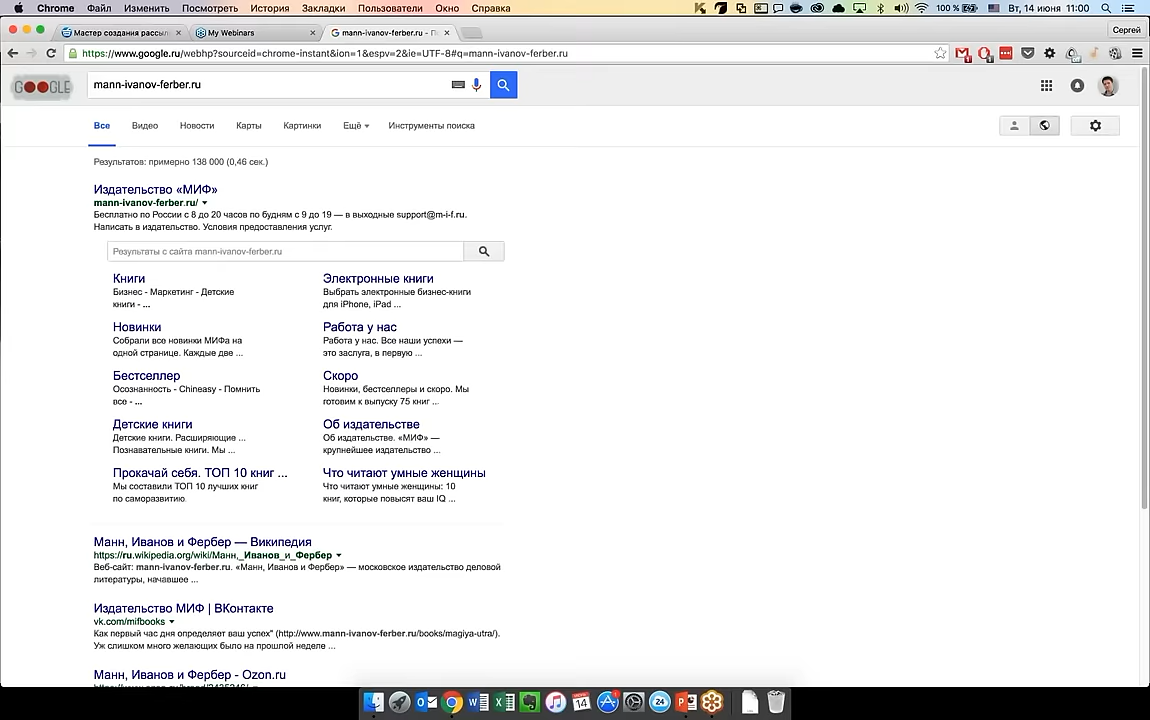 Chrome Файл Изменить Посмотреть История Закладки Пользователи Окно Справка 100 % Вт, 14 июня 11:00
Мастер создания рассыл My Webinars mann-ivanov-ferber.ru - П Сергей
https://www.google.ru/webhp?sourceid=chrome-instant&ion=1&espv=2&ie=UTF-8#q=mann-ivanov-ferber.ru
GOOGLE mann-ivanov-ferber.ru
Все Видео Новости Карты Картинки Ещё Инструменты поиска
Результатов: примерно 138 000 (0,46 сек.)
Издательство «МИФ»
mann-ivanov-ferber.ru/
Бесплатно по России с 8 до 20 часов по будням с 9 до 19 — в выходные support@m-i-f.ru.
Написать в издательство. Условия предоставления услуг.
Результаты с сайта mann-ivanov-ferber.ru
Книги
Бизнес - Маркетинг - Детские
книги - ...
Электронные книги
Выбрать электронные бизнес-книги
для iPhone, iPad ...
Новинки
Собрали все новинки МИФа на
одной странице. Каждые две ...
Работа у нас
Работа у нас. Все наши успехи —
это заслуга, в первую ...
Бестселлер
Осознанность - Chineasy - Помнить
все - ...
Скоро
Новинки, бестселлеры и скоро. Мы
готовим к выпуску 75 книг ...
Детские книги
Детские книги. Расширяющие ...
Познавательные книги. Мы ...
Об издательстве
Об издательстве. «МИФ» —
крупнейшее издательство ...
Прокачай себя. ТОП 10 книг ...
Мы составили ТОП 10 лучших книг
по саморазвитию.
Что читают умные женщины
Что читают умные женщины: 10
книг, которые повысят ваш IQ ...
Манн, Иванов и Фербер — Википедия
https://ru.wikipedia.org/wiki/Манн,_Иванов_и_Фербер
Веб-сайт: mann-ivanov-ferber.ru. «Манн, Иванов и Фербер» — московское издательство деловой
литературы, начавшее ...
Издательство МИФ | ВКонтакте
vk.com/mifbooks
Как первый час дня определяет ваш успех" (http://www.mann-ivanov-ferber.ru/books/magiya-utra/).
Уж слишком много желающих было на прошлой неделе ...
Манн, Иванов и Фербер - Ozon.ru